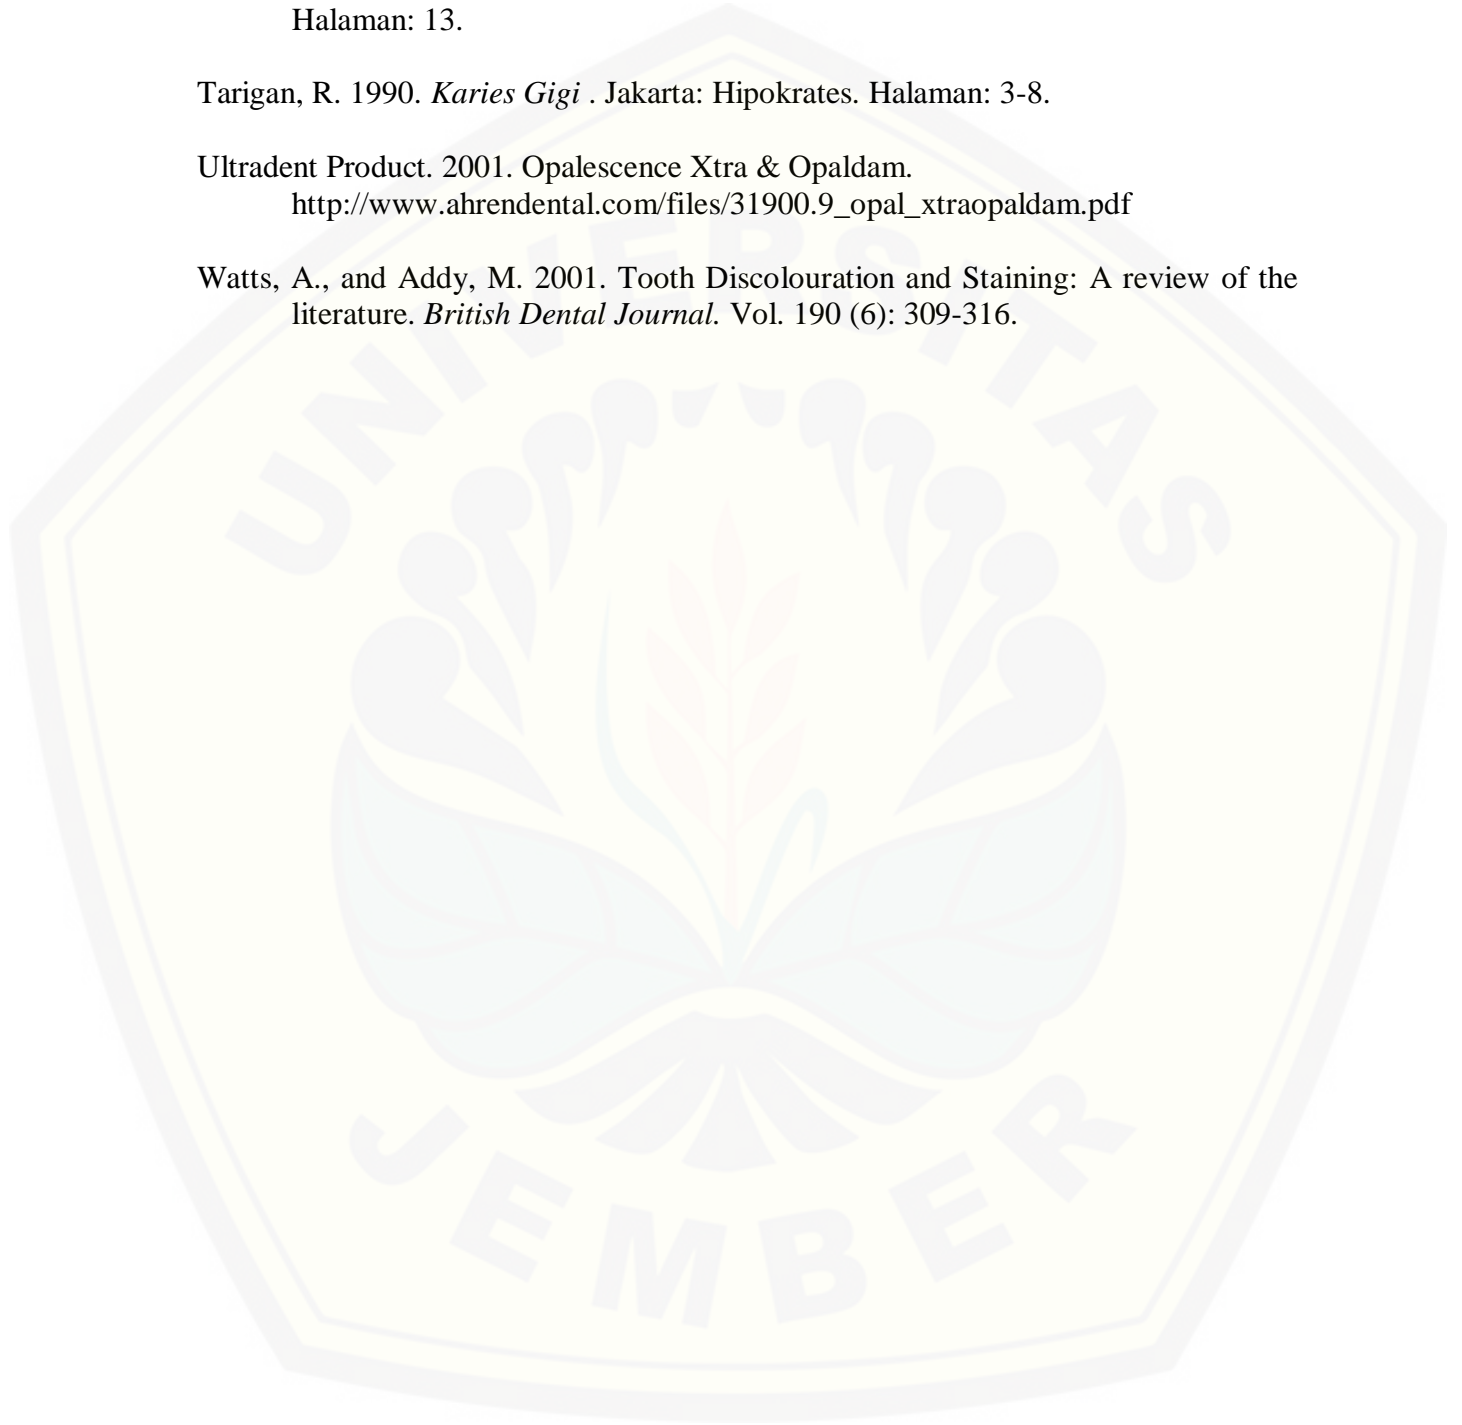 Halaman: 13.
Tarigan, R. 1990. Karies Gigi . Jakarta: Hipokrates. Halaman: 3-8.
Ultradent Product. 2001. Opalescence Xtra & Opaldam.
http://www.ahrendental.com/files/31900.9_opal_xtraopaldam.pdf
Watts, A., and Addy, M. 2001. Tooth Discolouration and Staining: A review of the
literature. British Dental Journal. Vol. 190 (6): 309-316.
UNIVERSITAS
JEMBER